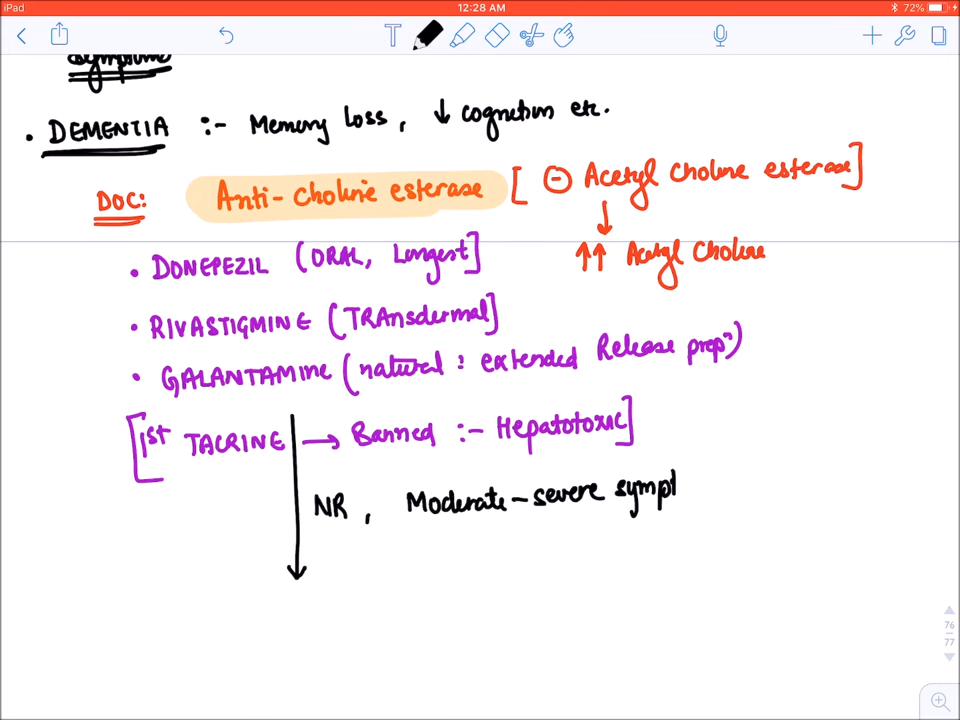 iPad 12:28 AM 72%
T
symptoms
• DEMENTIA :- Memory loss, ↓ cognition etc.
DOC: Anti-choline esterase [ ⊖ Acetyl choline esterase]
↓
• DONEPEZIL (ORAL, Longest] ↑↑ Acetyl choline
• RIVASTIGMINE (TRAnsdermal]
• GALANTAMINE (natural : extended Release prepⁿ)
[1st TACRINE → Banned :- Hepatotoxic]
NR, Moderate-severe sympt
76
77